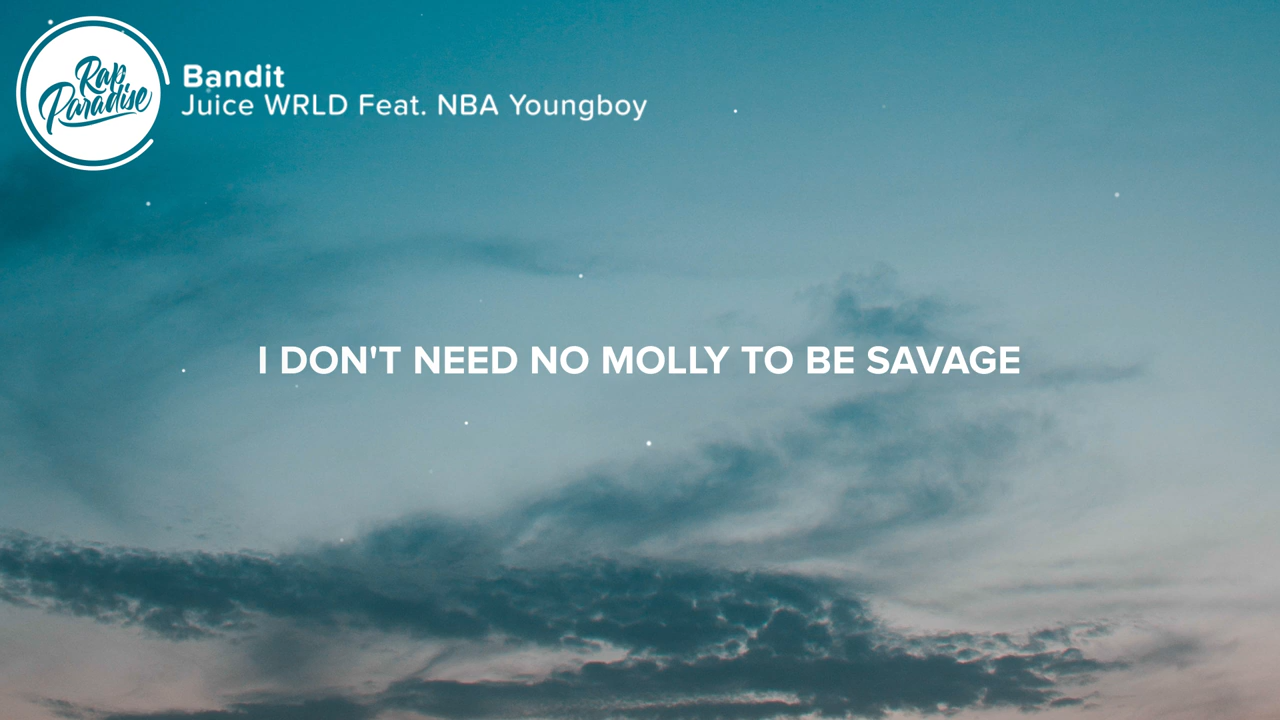 Rap
Paradise
Bandit
Juice WRLD Feat. NBA Youngboy
I DON'T NEED NO MOLLY TO BE SAVAGE